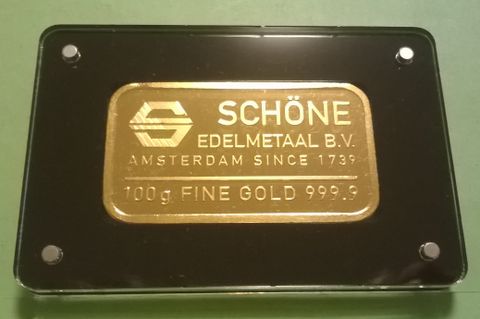 SCHÖNE
EDELMETAAL B.V.
AMSTERDAM SINCE 1739
100g FINE GOLD 999.9